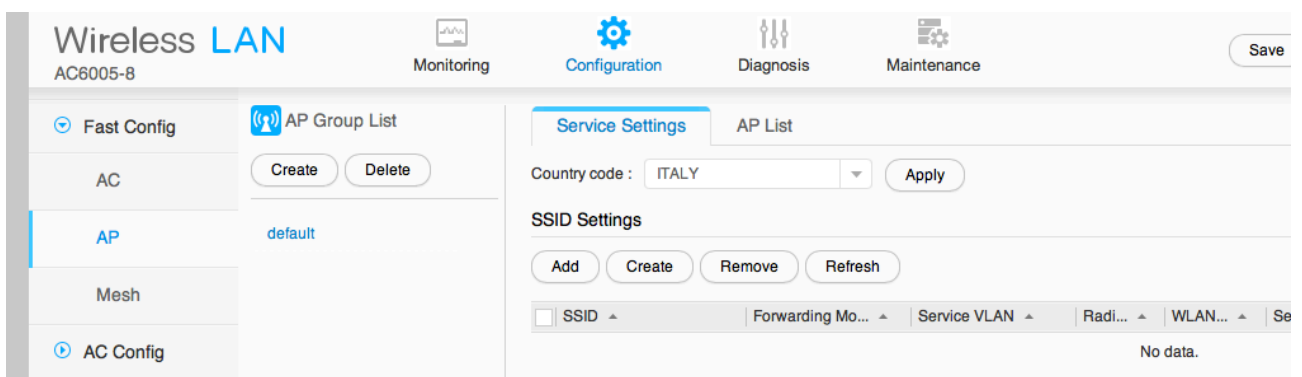 Wireless LAN
AC6005-8
Monitoring
Configuration
Diagnosis
Maintenance
Save
Fast Config
AC
AP
Mesh
AC Config
AP Group List
Create Delete
default
Service Settings AP List
Country code : ITALY Apply
SSID Settings
Add Create Remove Refresh
SSID Forwarding Mo... Service VLAN Radi... WLAN... Se
No data.